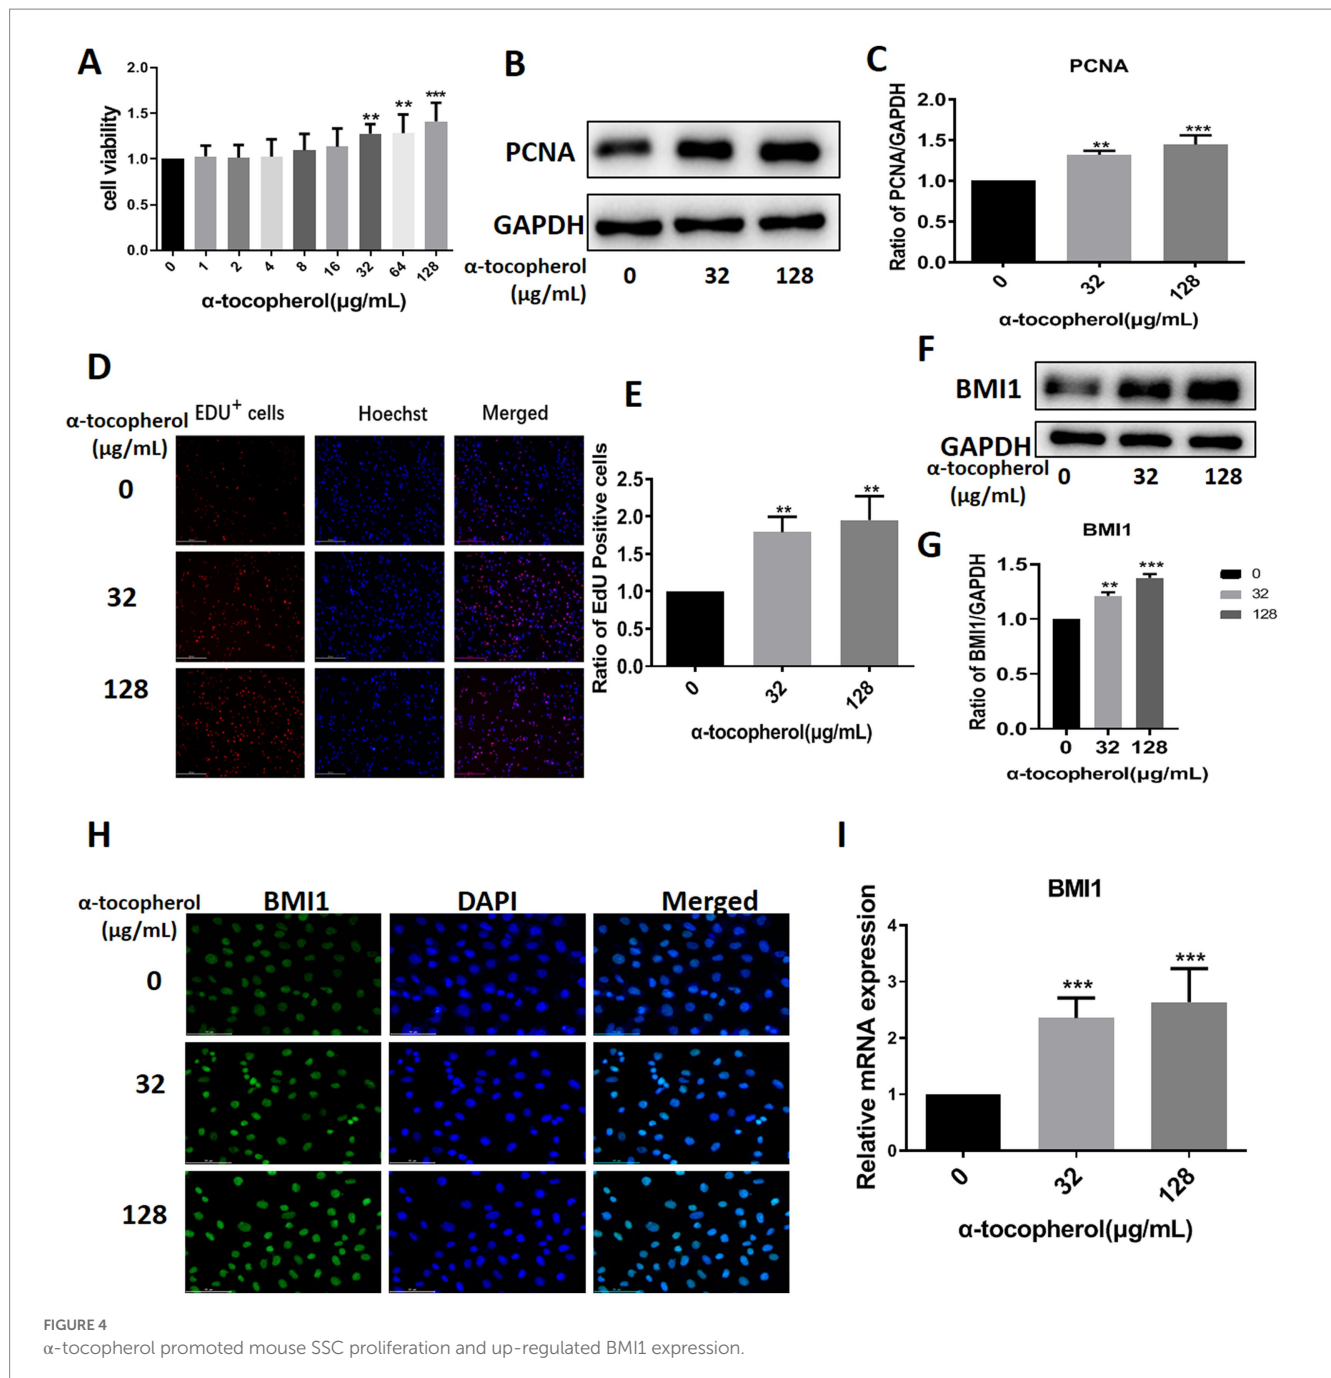 A
2.0
1.5
1.0
0.5
0.0
cell viability
**
**
***
0
1
2
4
8
16
32
64
128
α-tocopherol(μg/mL)
B
PCNA
GAPDH
α-tocopherol
(μg/mL)
0
32
128
C
PCNA
2.0
1.5
1.0
0.5
0.0
Ratio of PCNA/GAPDH
**
***
0
32
128
α-tocopherol(μg/mL)
D
α-tocopherol
(μg/mL)
EDU+ cells
Hoechst
Merged
0
32
128
E
2.5
2.0
1.5
1.0
0.5
0.0
Ratio of EdU Positive cells
**
**
0
32
128
α-tocopherol(μg/mL)
F
BMI1
GAPDH
α-tocopherol
(μg/mL)
0
32
128
G
BMI1
1.5
1.0
0.5
0.0
Ratio of BMI1/GAPDH
**
***
0
32
128
0
32
128
α-tocopherol(μg/mL)
H
α-tocopherol
(μg/mL)
BMI1
DAPI
Merged
0
32
128
I
BMI1
4
3
2
1
0
Relative mRNA expression
***
***
0
32
128
α-tocopherol(μg/mL)
FIGURE 4
α-tocopherol promoted mouse SSC proliferation and up-regulated BMI1 expression.